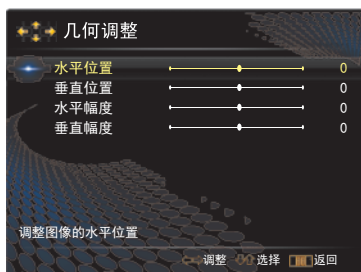 几何调整
水平位置 0
垂直位置 0
水平幅度 0
垂直幅度 0
调整图像的水平位置
调整 选择 返回